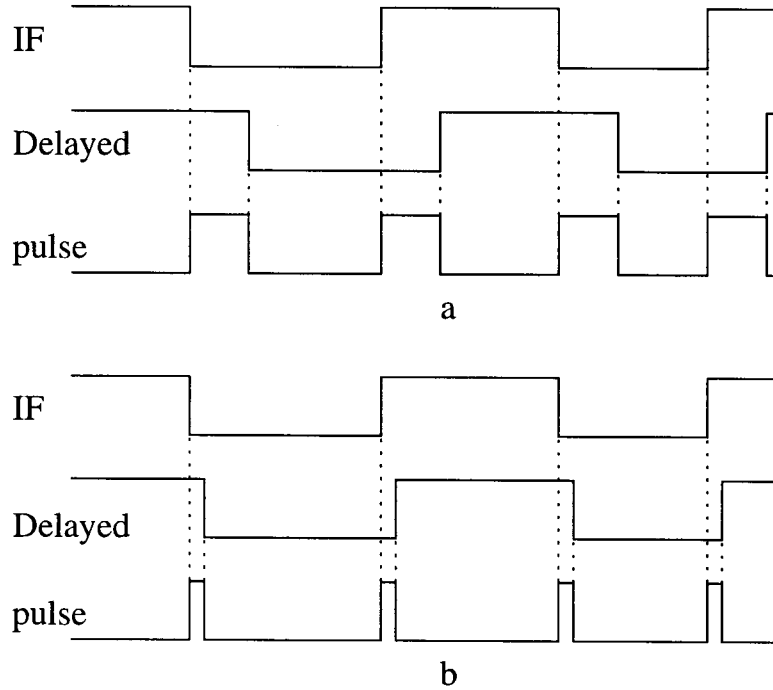 IF
Delayed
pulse
a
IF
Delayed
pulse
b